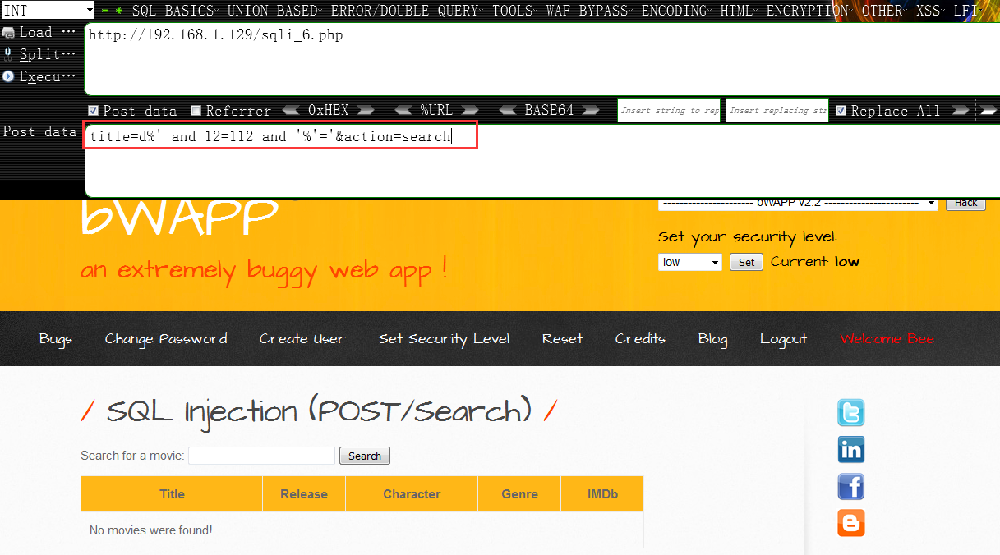 INT SQL BASICS UNION BASED ERROR/DOUBLE QUERY TOOLS WAF BYPASS ENCODING HTML ENCRYPTION OTHER XSS LFI
Load ...
http://192.168.1.129/sqli_6.php
Split...
Execu...
Post data Referrer 0xHEX %URL BASE64 Insert string to rep Insert replacing str Replace All
Post data
title=d%' and 12=112 and '%'='&action=search
bWAPP
---------------------- bWAPP v2.2 ----------------------- Hack
an extremely buggy web app !
Set your security level:
low Set Current: low
Bugs Change Password Create User Set Security Level Reset Credits Blog Logout Welcome Bee
/ SQL Injection (POST/Search) /
Search for a movie: Search
Title Release Character Genre IMDb
No movies were found!